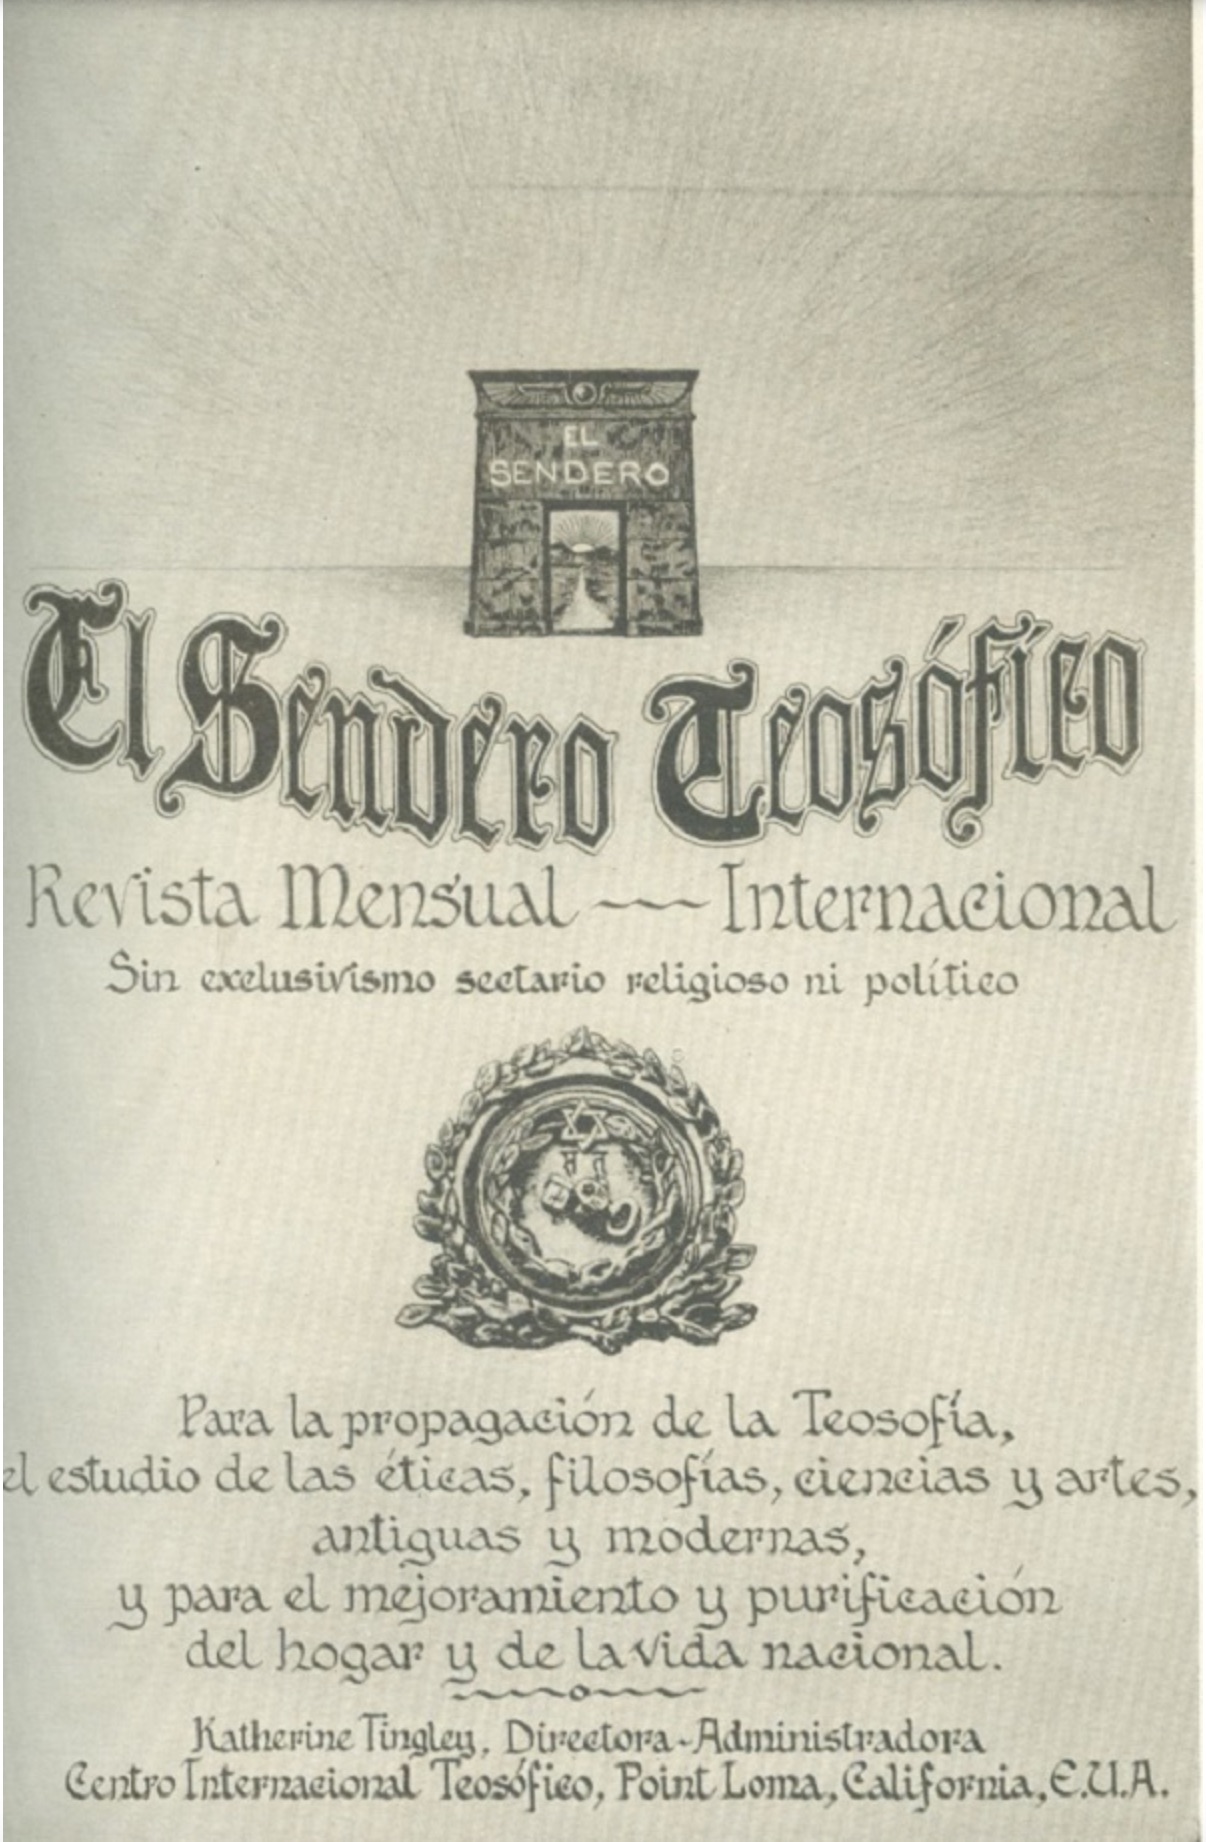 EL
SENDERO
El Sendero Teosófico
Revista Mensual — Internacional
Sin exclusivismo sectario religioso ni político
Para la propagación de la Teosofía,
el estudio de las éticas, filosofías, ciencias y artes,
antiguas y modernas,
y para el mejoramiento y purificación
del hogar y de la vida nacional.
Katherine Tingley, Directora-Administradora
Centro Internacional Teosófico, Point Loma, California, E.U.A.